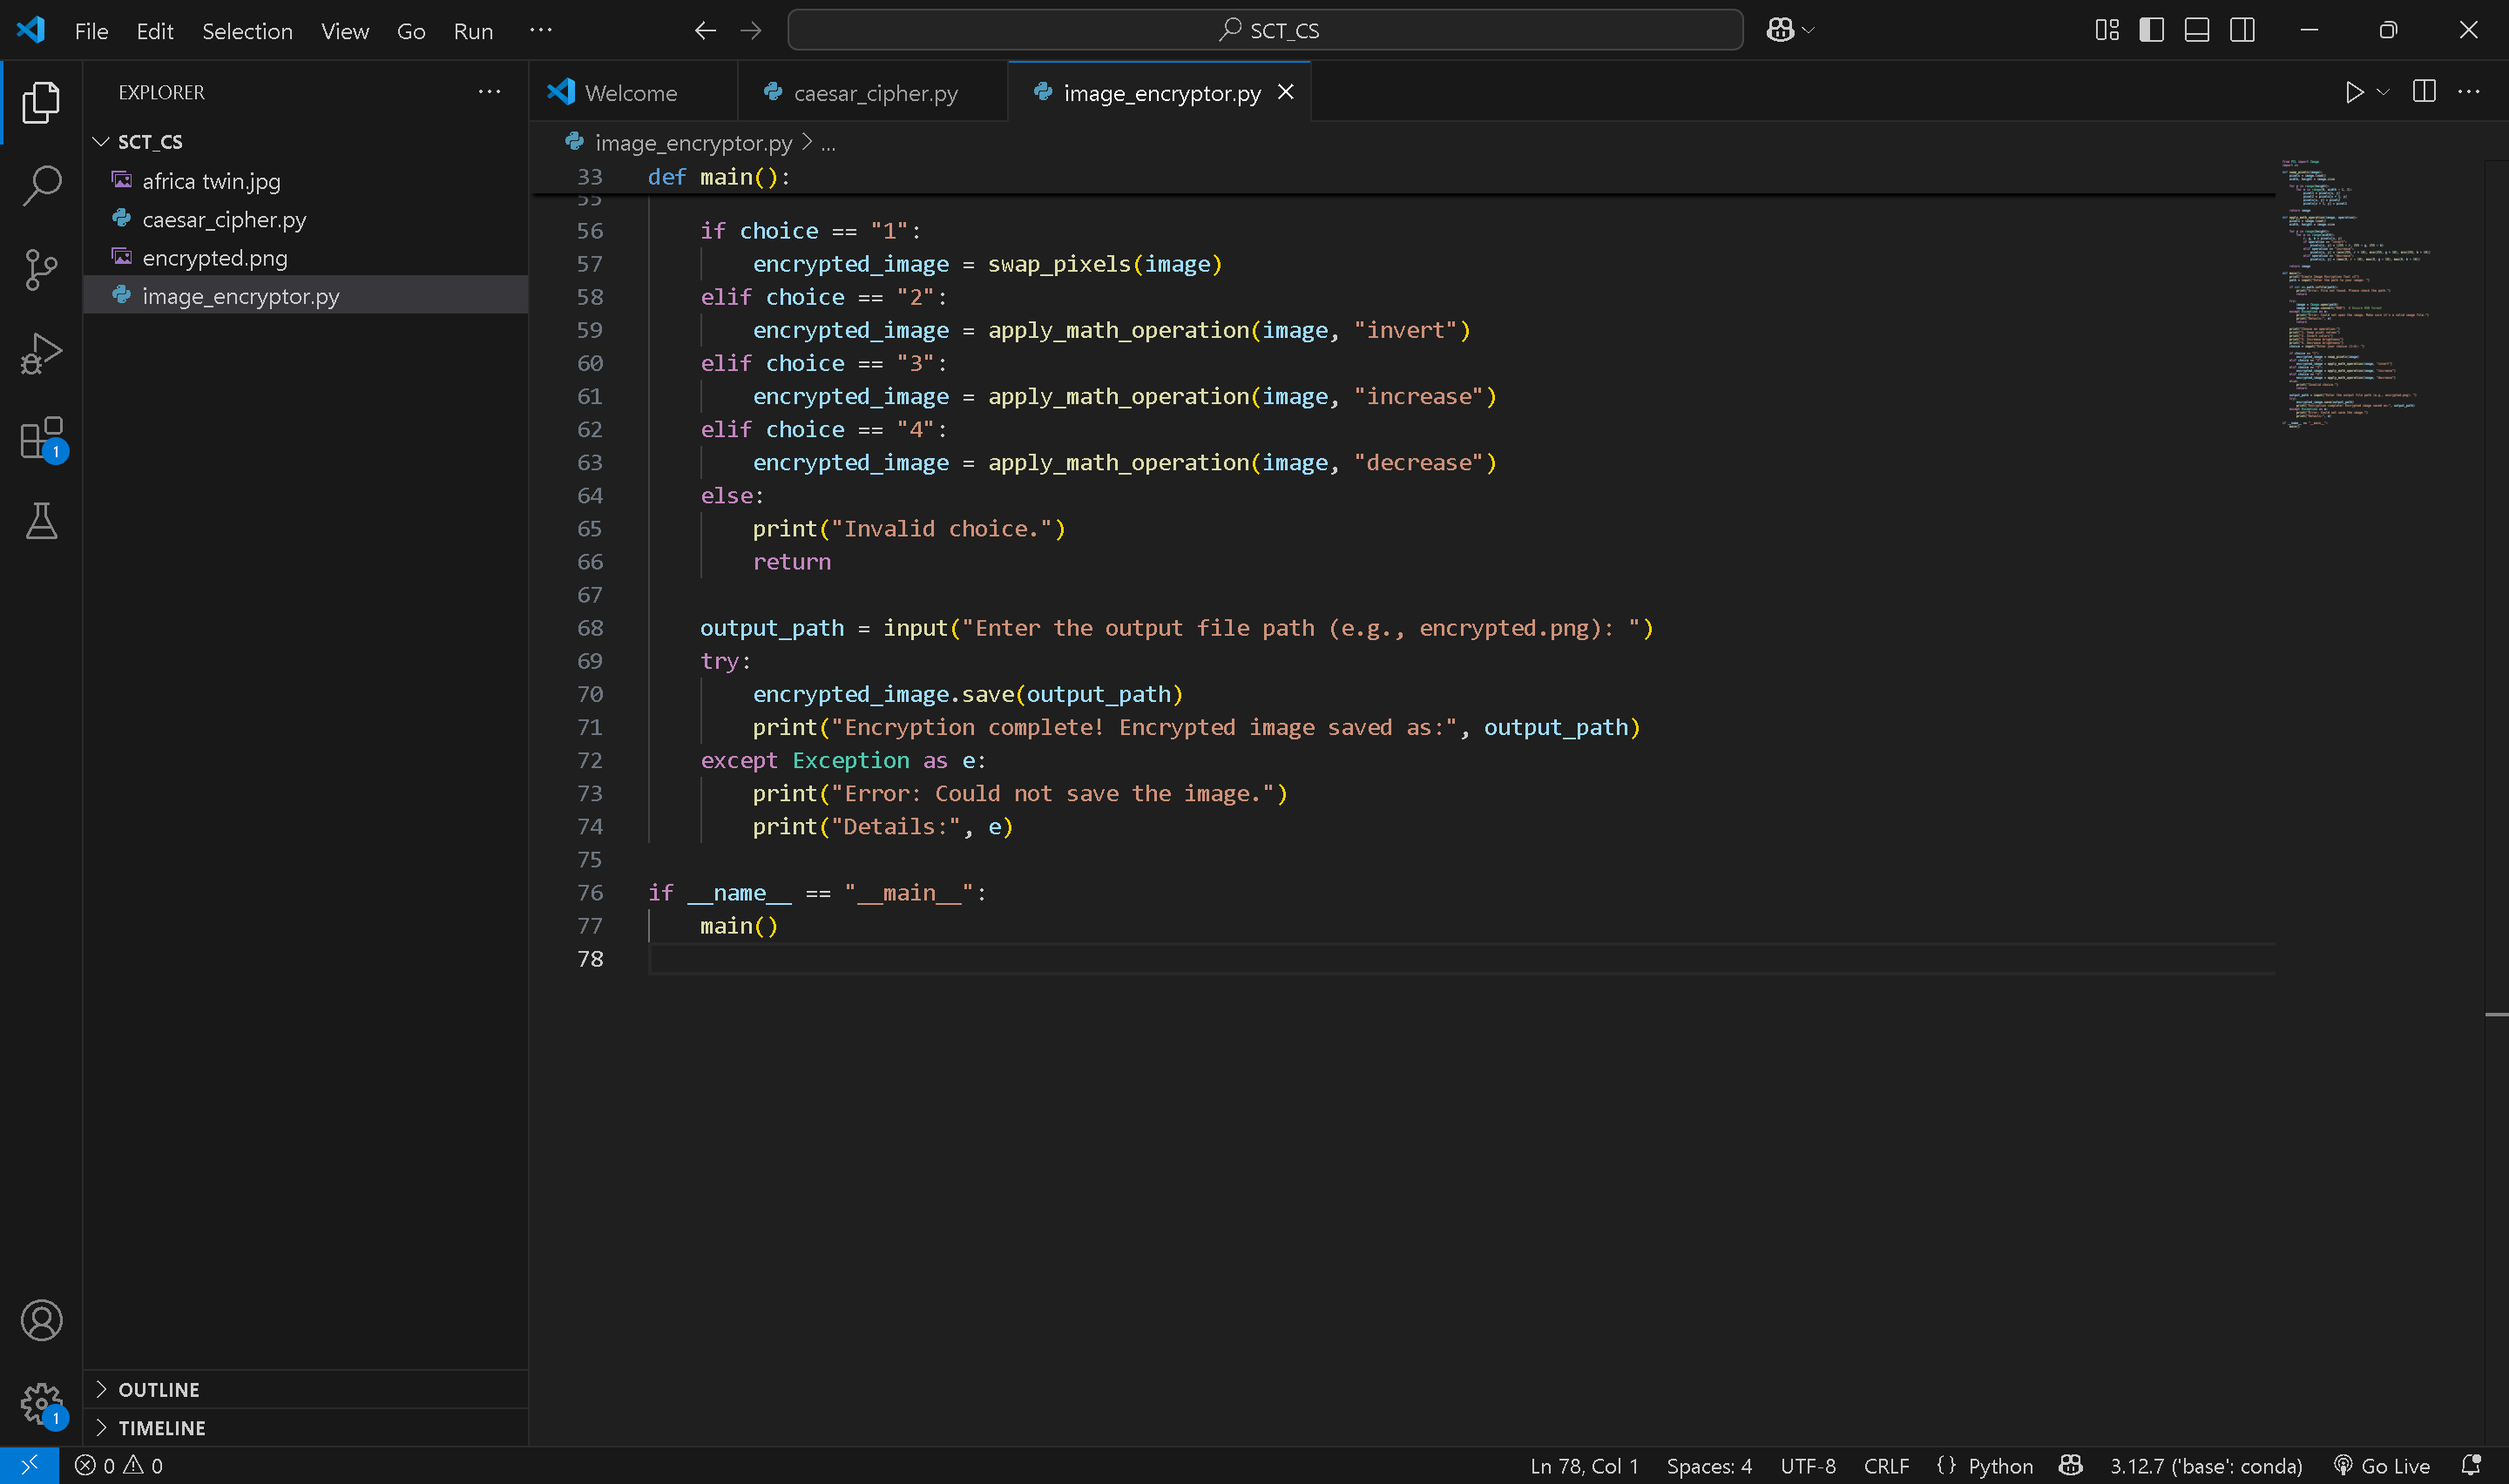 File Edit Selection View Go Run ···
SCT_CS
EXPLORER ···
SCT_CS
africa twin.jpg
caesar_cipher.py
encrypted.png
image_encryptor.py
1
1
OUTLINE
TIMELINE
Welcome caesar_cipher.py image_encryptor.py
image_encryptor.py > ...
33 def main():
55
56     if choice == "1":
57         encrypted_image = swap_pixels(image)
58     elif choice == "2":
59         encrypted_image = apply_math_operation(image, "invert")
60     elif choice == "3":
61         encrypted_image = apply_math_operation(image, "increase")
62     elif choice == "4":
63         encrypted_image = apply_math_operation(image, "decrease")
64     else:
65         print("Invalid choice.")
66         return
67
68     output_path = input("Enter the output file path (e.g., encrypted.png): ")
69     try:
70         encrypted_image.save(output_path)
71         print("Encryption complete! Encrypted image saved as:", output_path)
72     except Exception as e:
73         print("Error: Could not save the image.")
74         print("Details:", e)
75
76 if __name__ == "__main__":
77     main()
78
0 0 Ln 78, Col 1 Spaces: 4 UTF-8 CRLF {} Python 3.12.7 ('base': conda) Go Live